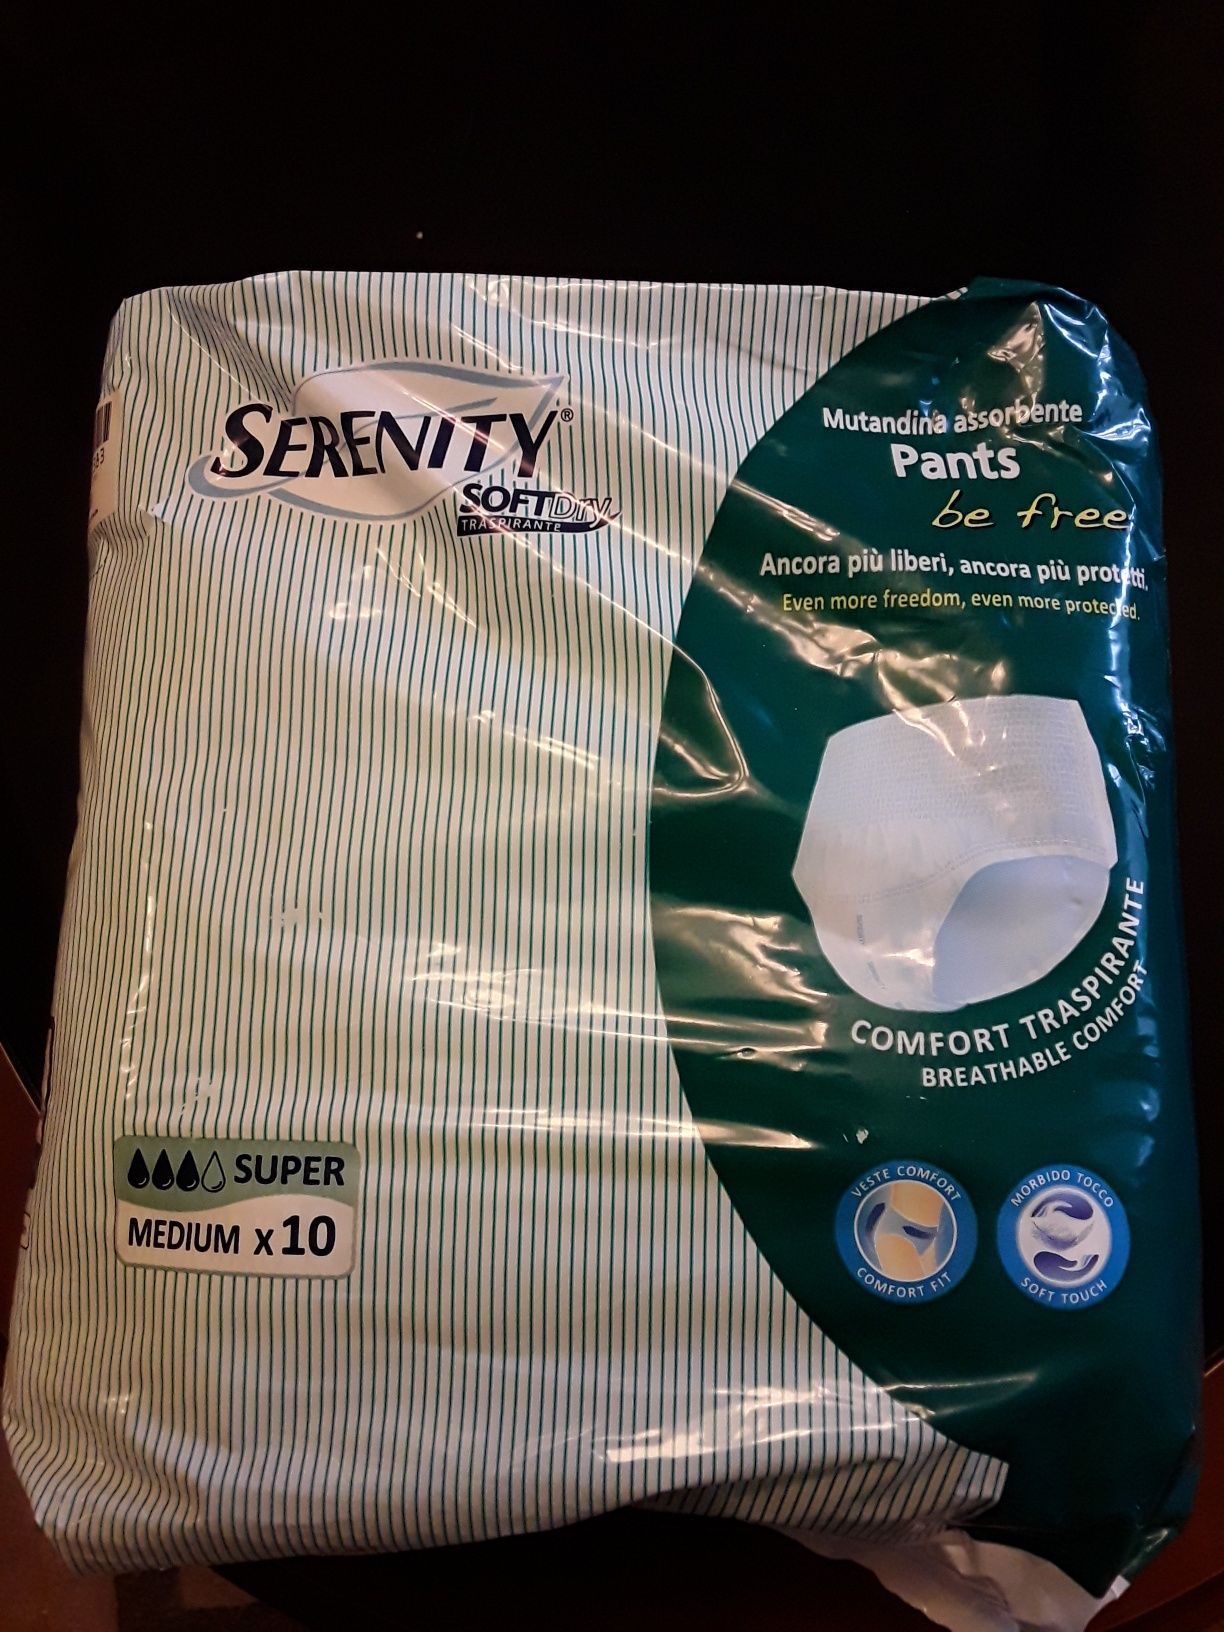 SERENITY®
SOFTDry
TRASPIRANTe
Mutandina assorbente
Pants
be free
Ancora più liberi, ancora più protetti.
Even more freedom, even more protected.
COMFORT TRASPIRANTE
BREATHABLE COMFORT
SUPER
MEDIUM x10
VESTE COMFORT
COMFORT FIT
MORBIDO TOCCO
SOFT TOUCH